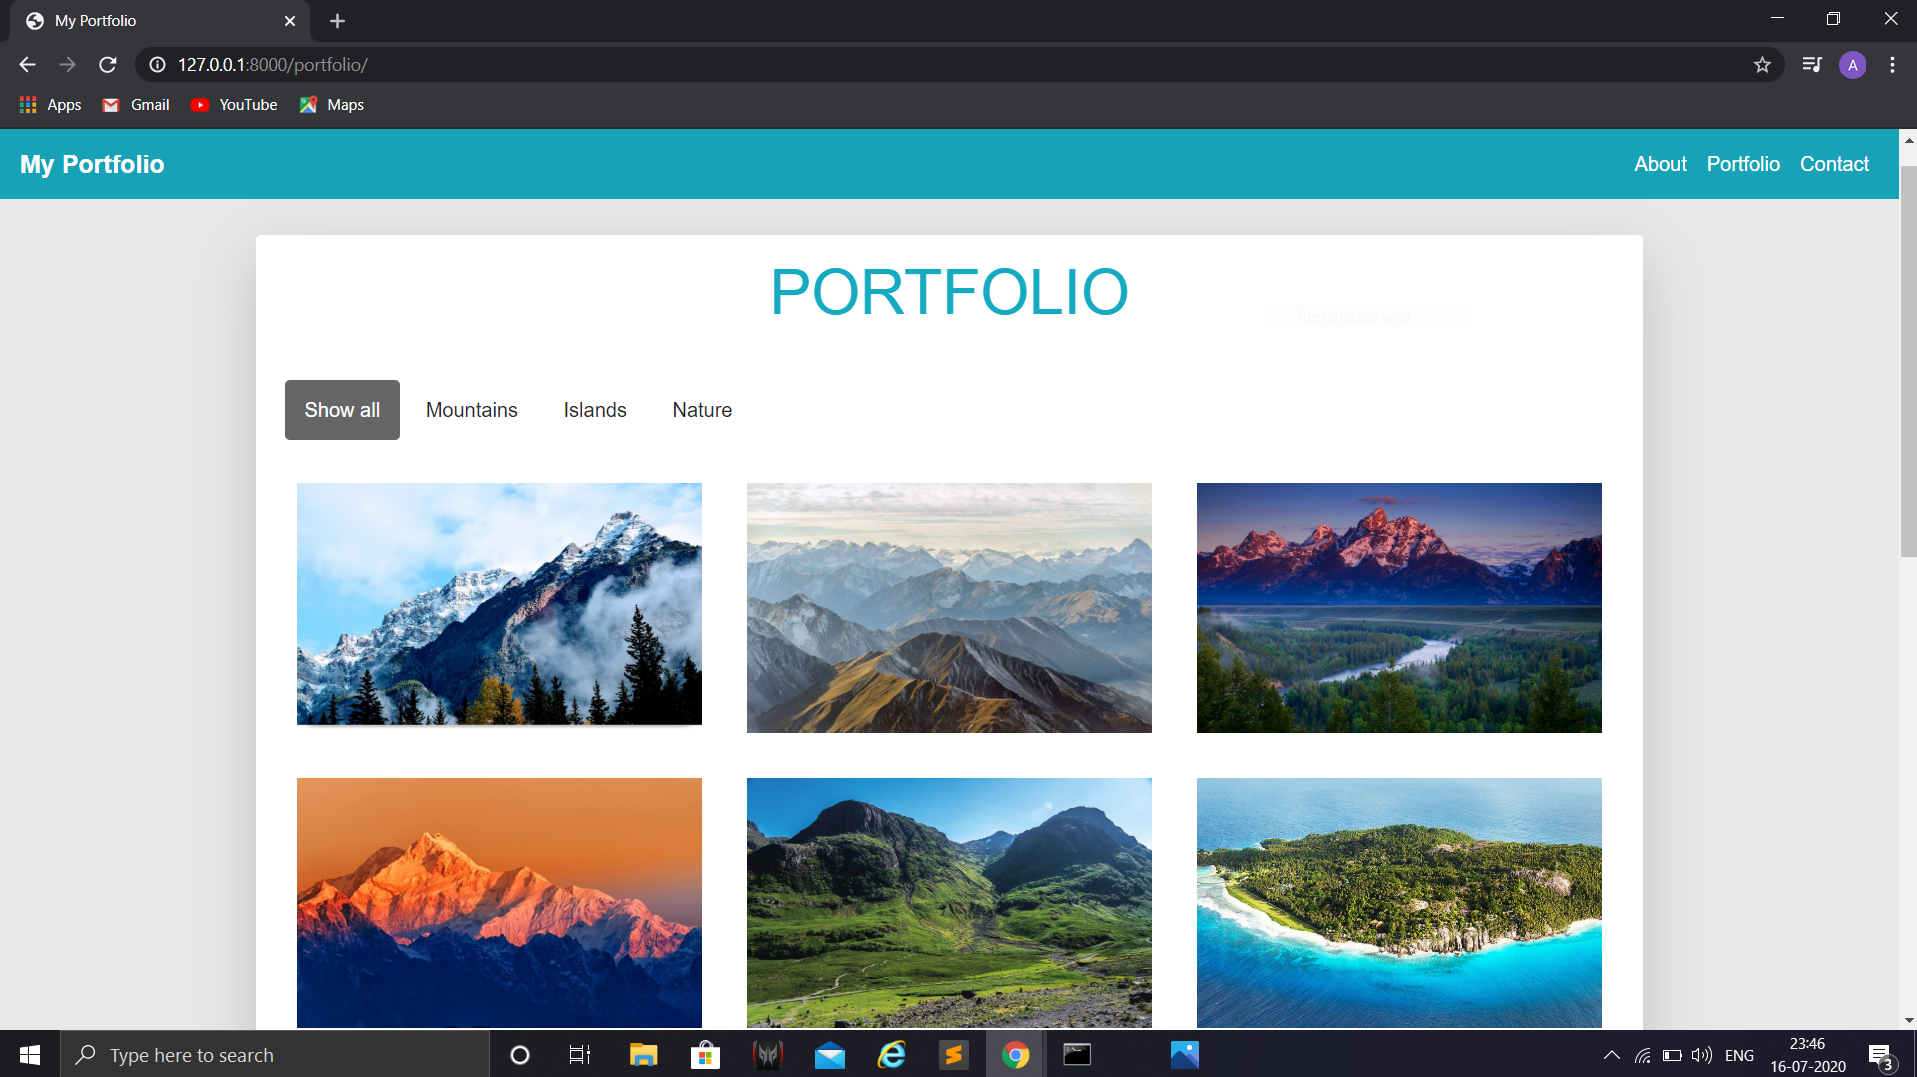 My Portfolio
127.0.0.1:8000/portfolio/
A
Apps Gmail YouTube Maps
My Portfolio
About Portfolio Contact
PORTFOLIO
Rectangular Snip
Show all Mountains Islands Nature
Type here to search
ENG
23:46
16-07-2020
3